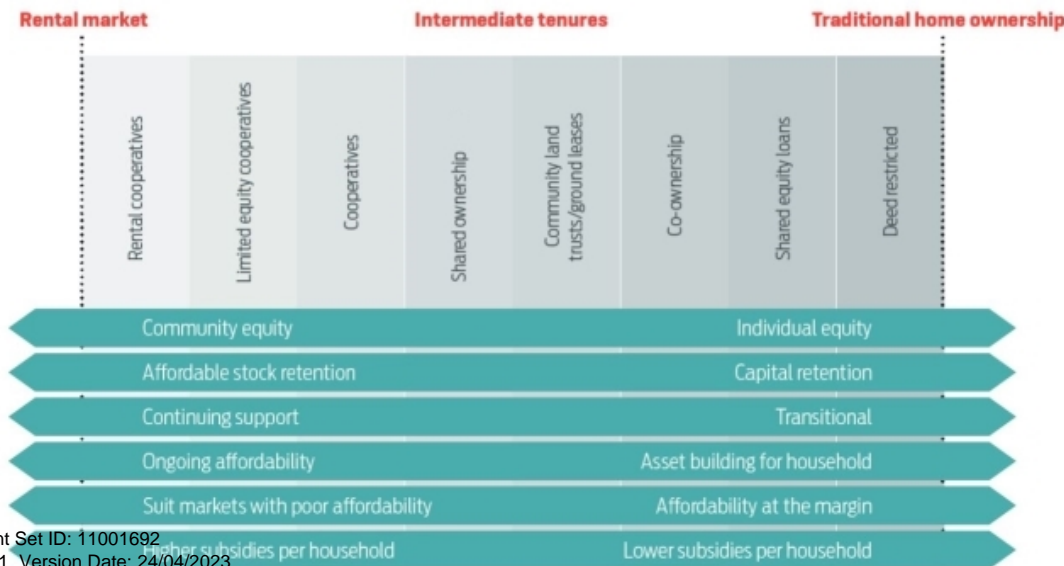 Rental market Intermediate tenures Traditional home ownership
Rental cooperatives
Limited equity cooperatives
Cooperatives
Shared ownership
Community land
trusts/ground leases
Co-ownership
Shared equity loans
Deed restricted
Community equity Individual equity
Affordable stock retention Capital retention
Continuing support Transitional
Ongoing affordability Asset building for household
Suit markets with poor affordability Affordability at the margin
nt Set ID: 11001692
Higher subsidies per household Lower subsidies per household
1, Version Date: 24/04/2023